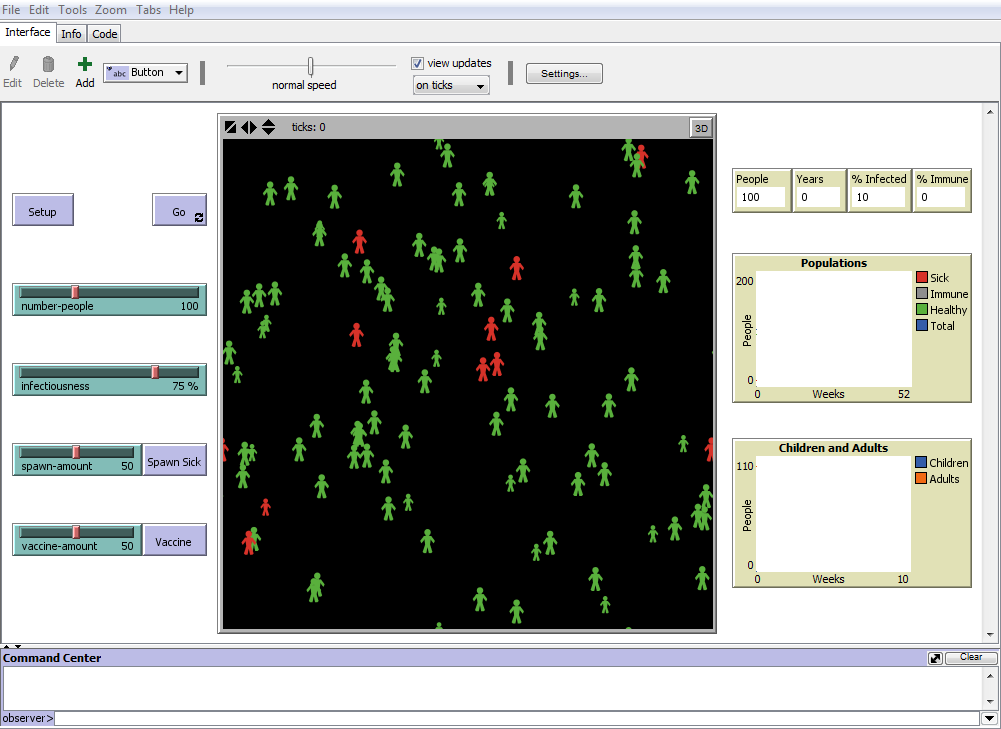 File Edit Tools Zoom Tabs Help
Interface Info Code
Edit Delete Add abc Button normal speed view updates on ticks Settings...
ticks: 0 3D
Setup Go
number-people 100
infectiousness 75 %
spawn-amount 50 Spawn Sick
vaccine-amount 50 Vaccine
People Years % Infected % Immune
100 0 10 0
Populations
200
People
0
0 Weeks 52
Sick
Immune
Healthy
Total
Children and Adults
110
People
0
0 Weeks 10
Children
Adults
Command Center Clear
observer>